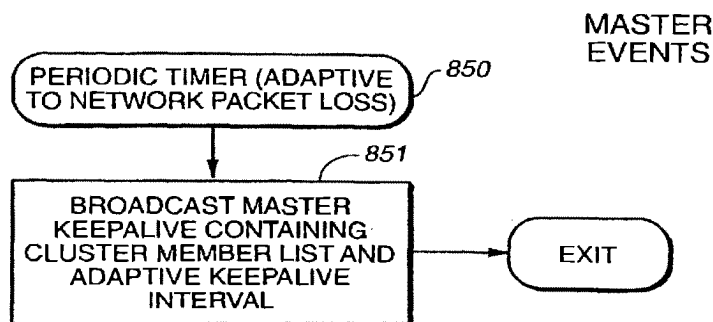 MASTER
EVENTS
PERIODIC TIMER (ADAPTIVE
TO NETWORK PACKET LOSS)
850
851
BROADCAST MASTER
KEEPALIVE CONTAINING
CLUSTER MEMBER LIST AND
ADAPTIVE KEEPALIVE
INTERVAL
EXIT